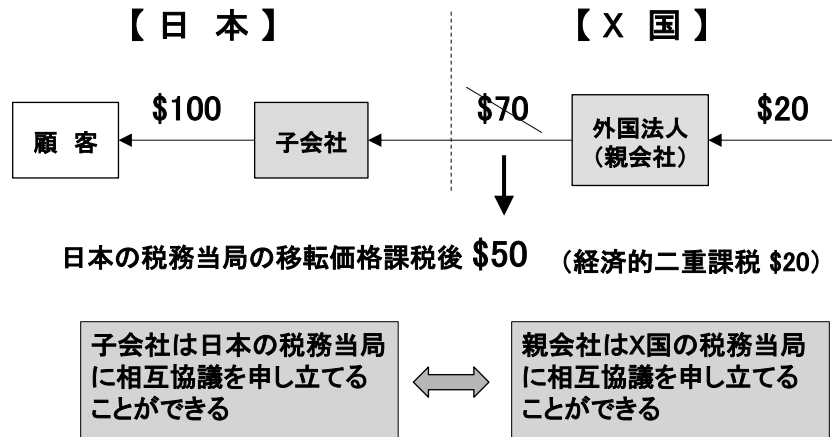 【 日 本 】
【 X 国 】
$100
$70
$20
顧 客
子会社
外国法人
（親会社）
日本の税務当局の移転価格課税後 $50 （経済的二重課税 $20）
子会社は日本の税務当局
に相互協議を申し立てる
ことができる
親会社はX国の税務当局
に相互協議を申し立てる
ことができる